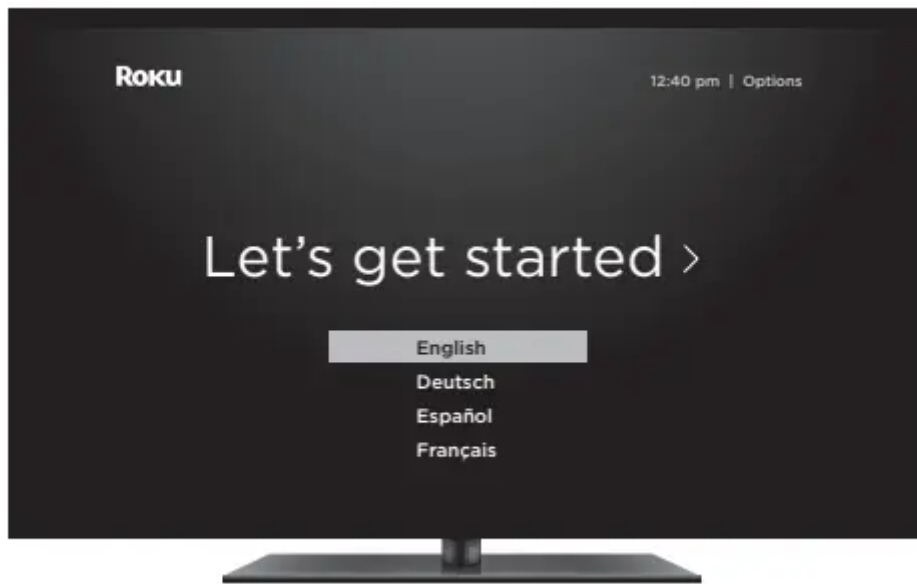 Roku
12:40 pm | Options
Let's get started >
English
Deutsch
Español
Français